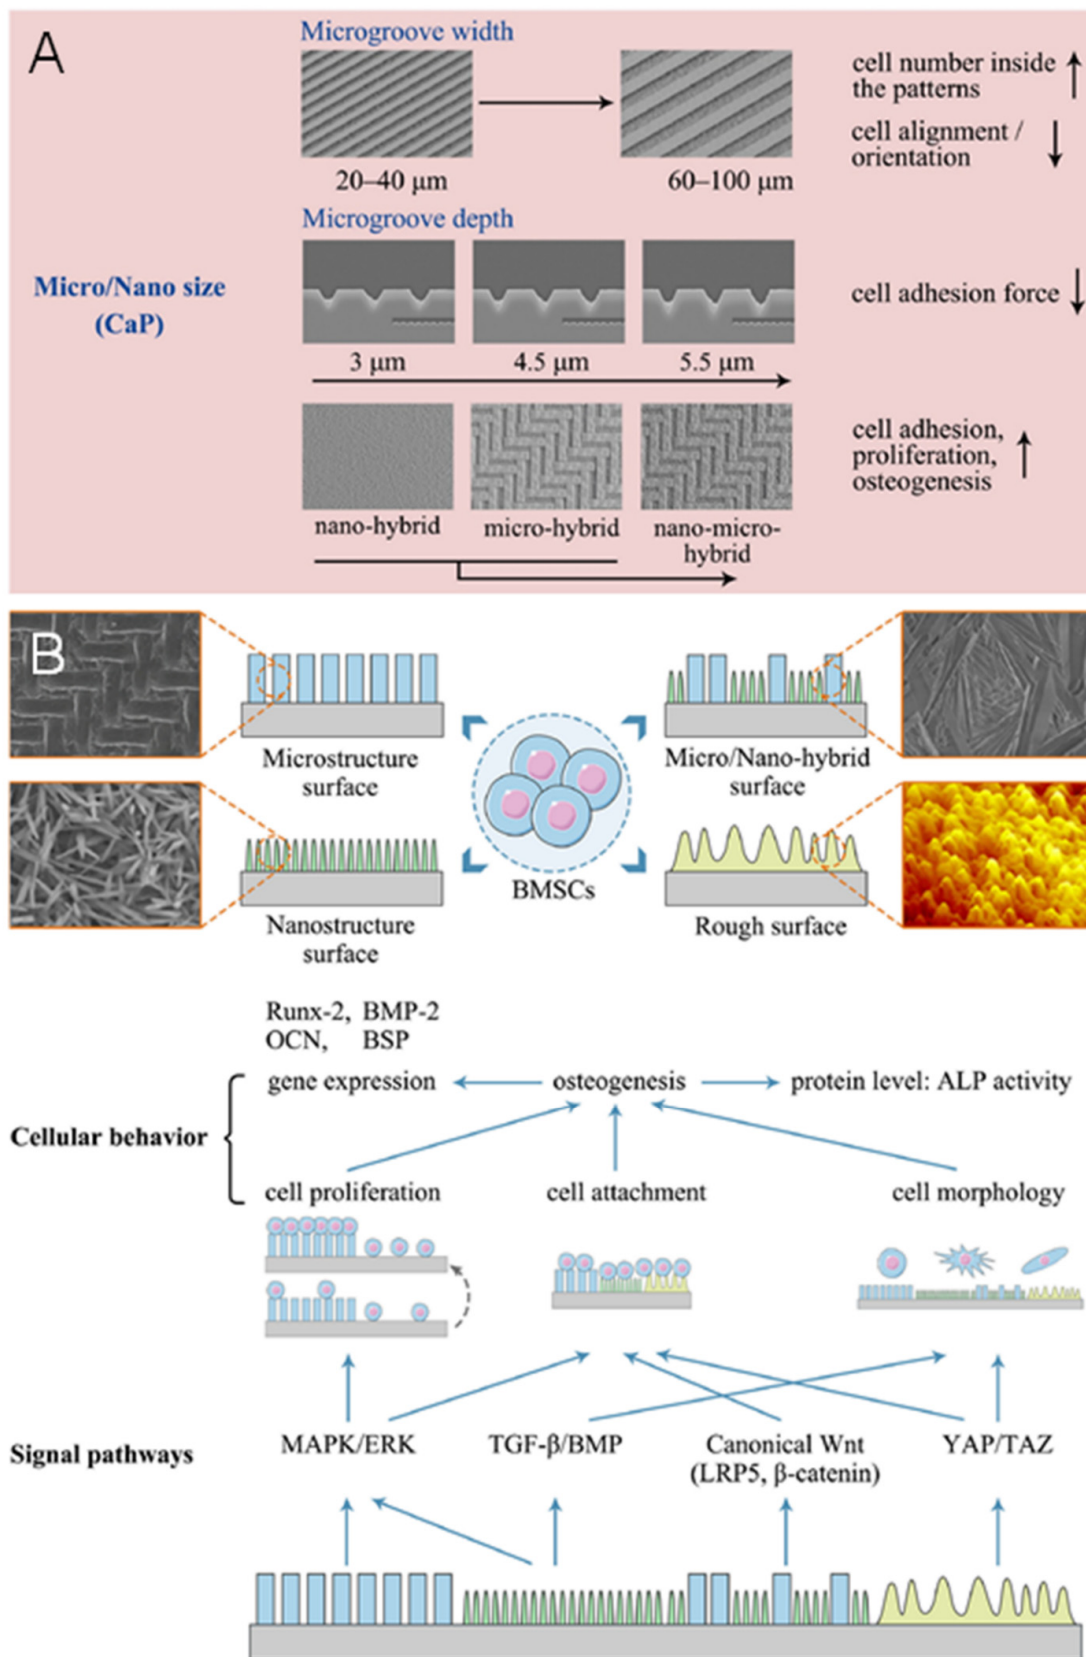 A
Microgroove width
20–40 μm
60–100 μm
cell number inside
the patterns
cell alignment /
orientation
Microgroove depth
Micro/Nano size
(CaP)
3 μm
4.5 μm
5.5 μm
cell adhesion force
nano-hybrid
micro-hybrid
nano-micro-
hybrid
cell adhesion,
proliferation,
osteogenesis
B
Microstructure
surface
Micro/Nano-hybrid
surface
BMSCs
Nanostructure
surface
Rough surface
Runx-2, BMP-2
OCN, BSP
gene expression
osteogenesis
protein level: ALP activity
Cellular behavior
cell proliferation
cell attachment
cell morphology
Signal pathways
MAPK/ERK
TGF-β/BMP
Canonical Wnt
(LRP5, β-catenin)
YAP/TAZ